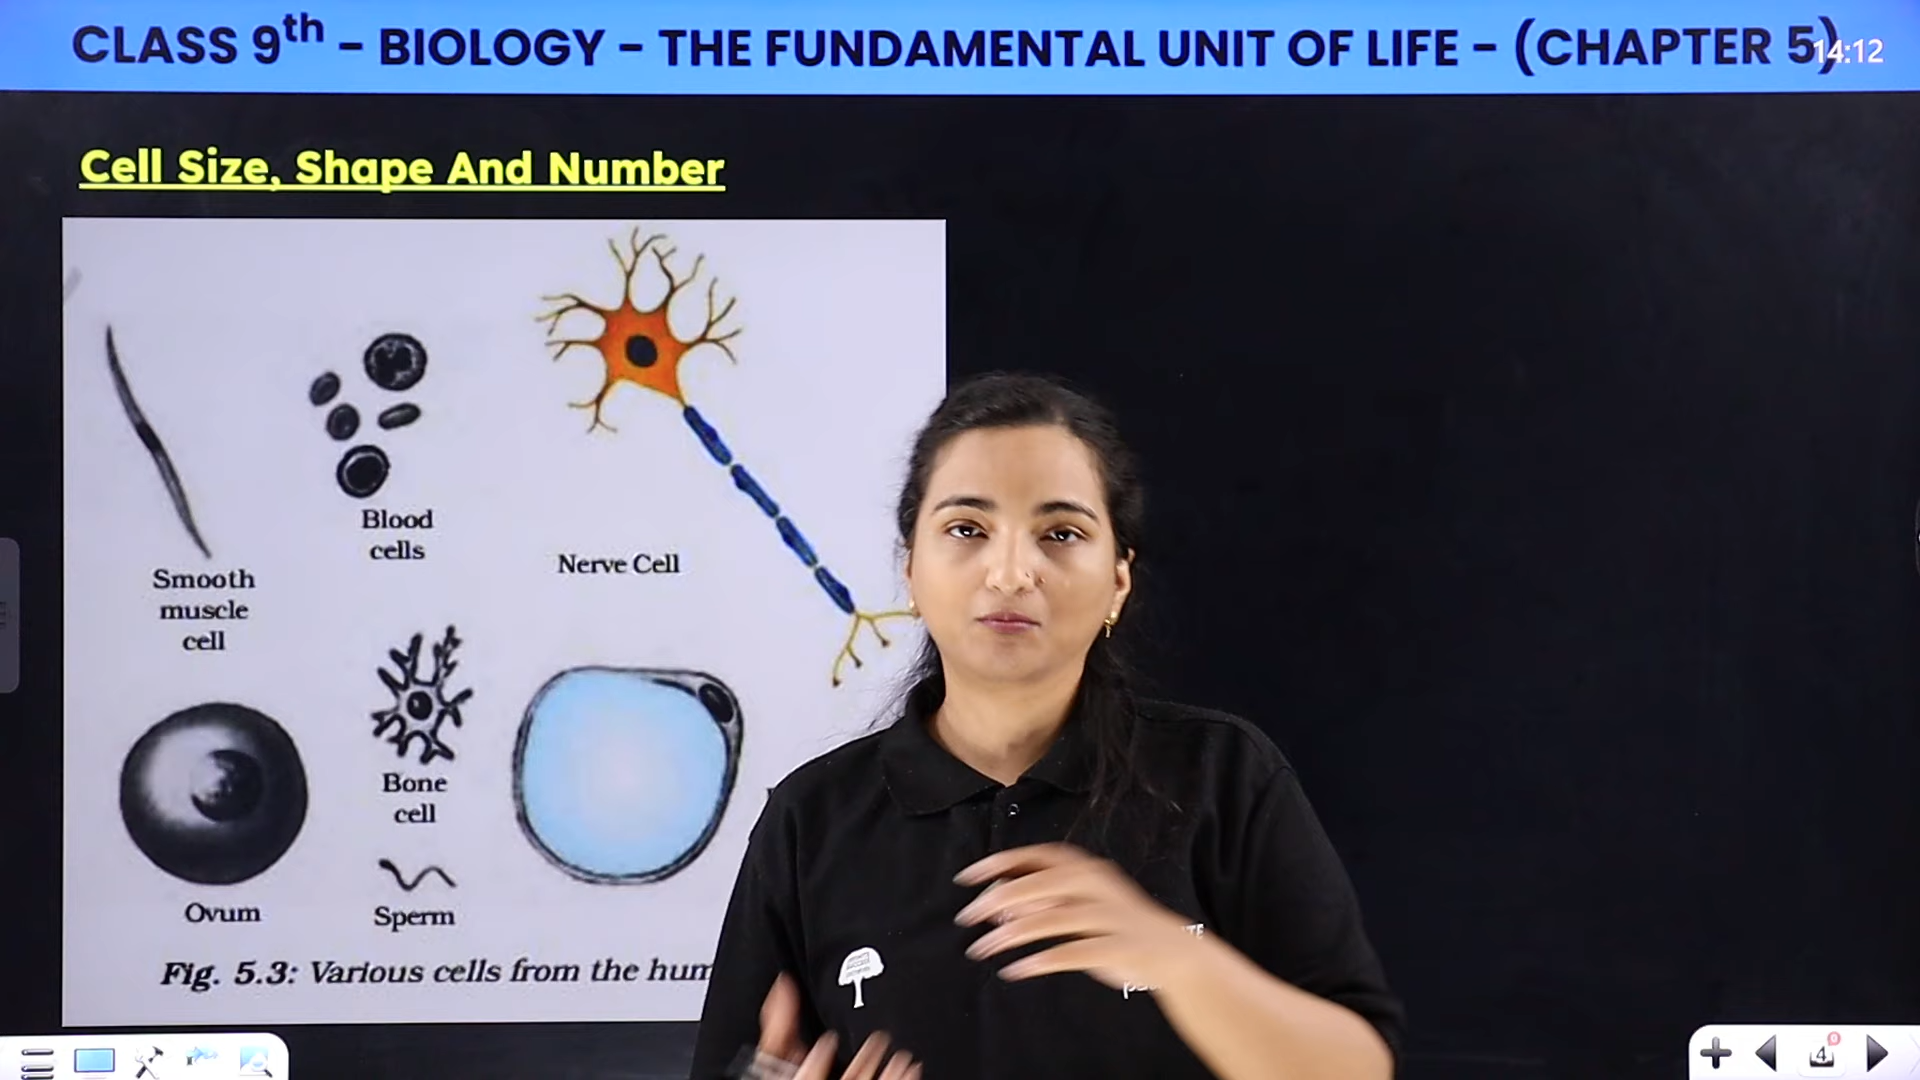 CLASS 9th - BIOLOGY - THE FUNDAMENTAL UNIT OF LIFE - (CHAPTER 5)
14:12
Cell Size, Shape And Number
Blood
cells
Nerve Cell
Smooth
muscle
cell
Bone
cell
Ovum
Sperm
Fig. 5.3: Various cells from the hum
4